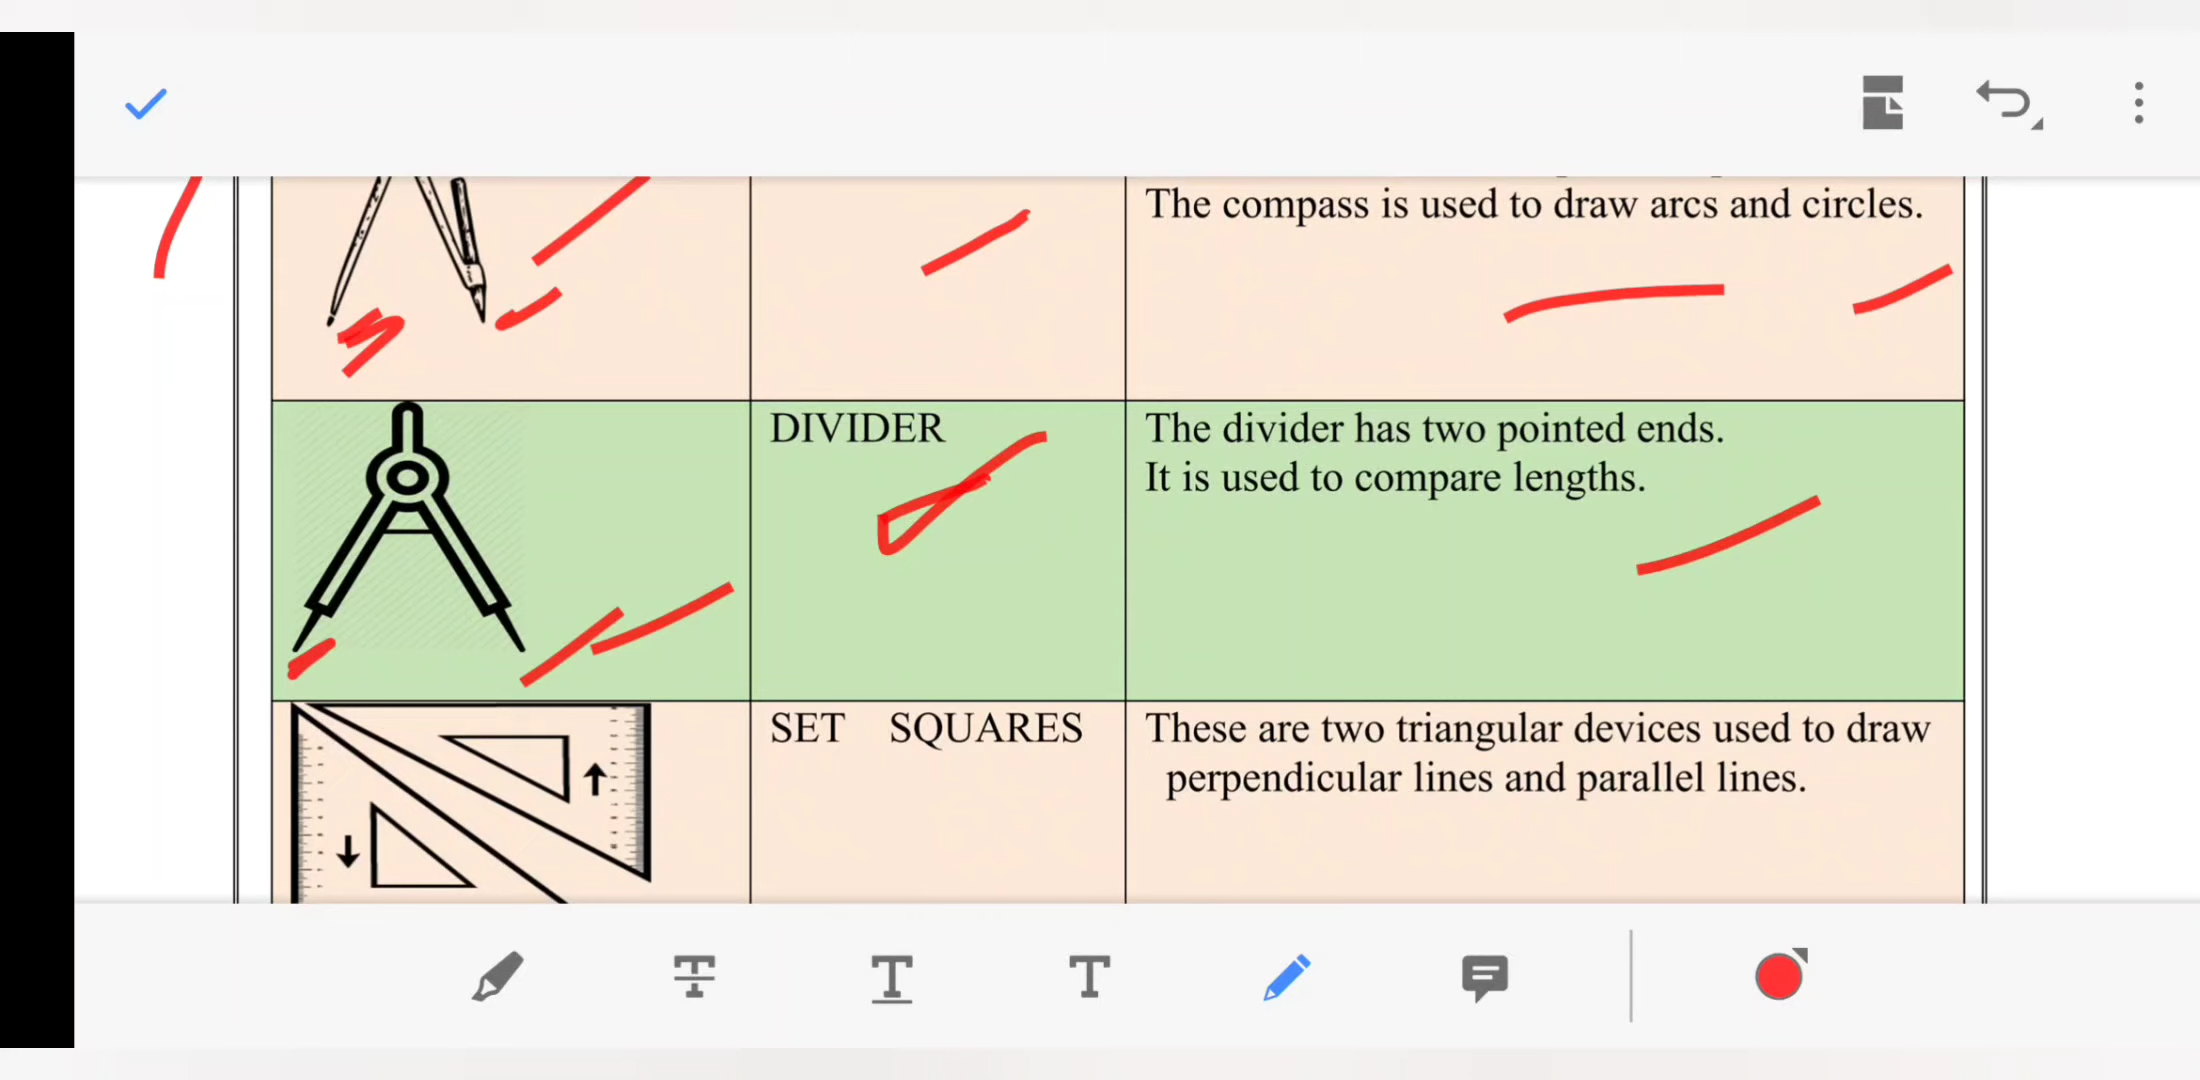 The compass is used to draw arcs and circles.
DIVIDER
The divider has two pointed ends.
It is used to compare lengths.
SET SQUARES
These are two triangular devices used to draw
perpendicular lines and parallel lines.